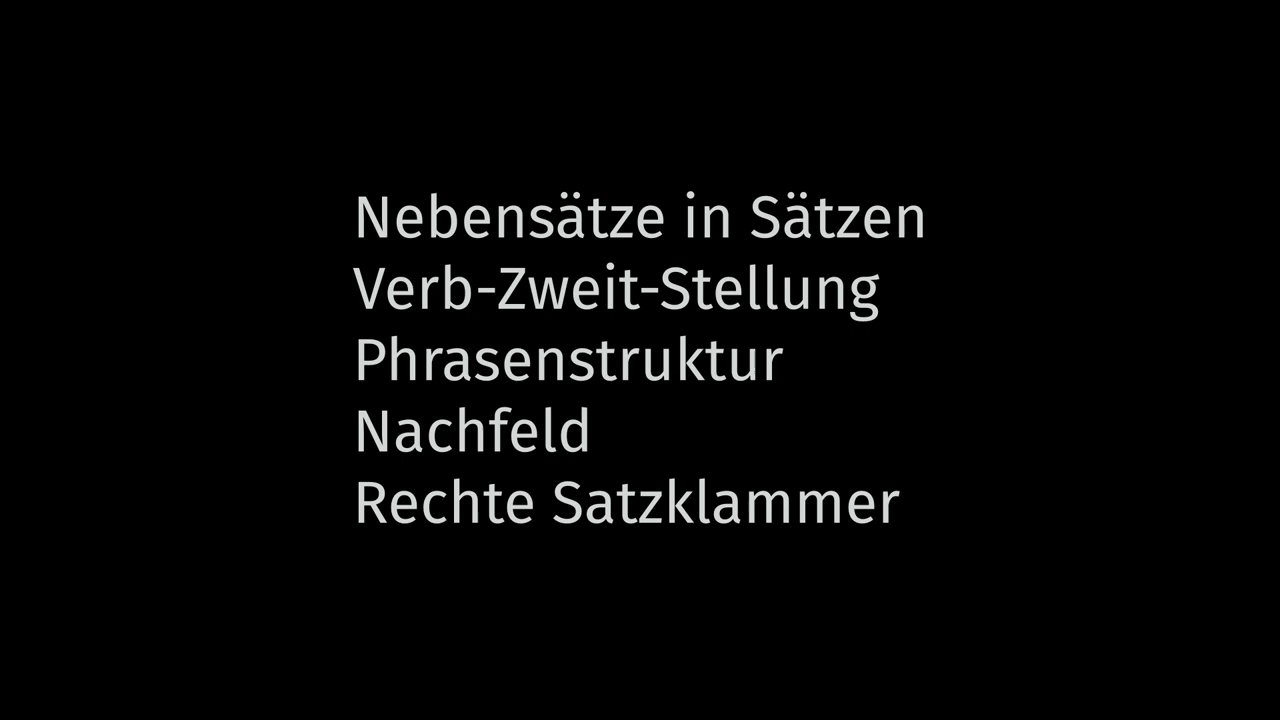 Nebensätze in Sätzen
Verb-Zweit-Stellung
Phrasenstruktur
Nachfeld
Rechte Satzklammer